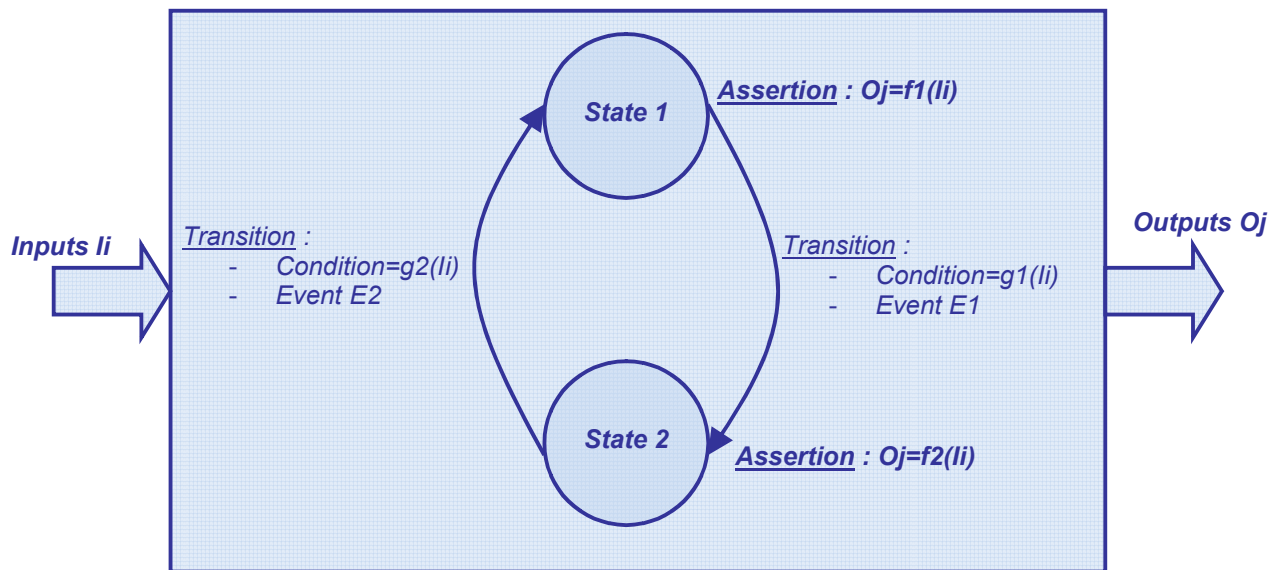 State 1
Assertion : Oj=f1(Ii)
Inputs Ii
Transition :
- Condition=g2(Ii)
- Event E2
Transition :
- Condition=g1(Ii)
- Event E1
Outputs Oj
State 2
Assertion : Oj=f2(Ii)